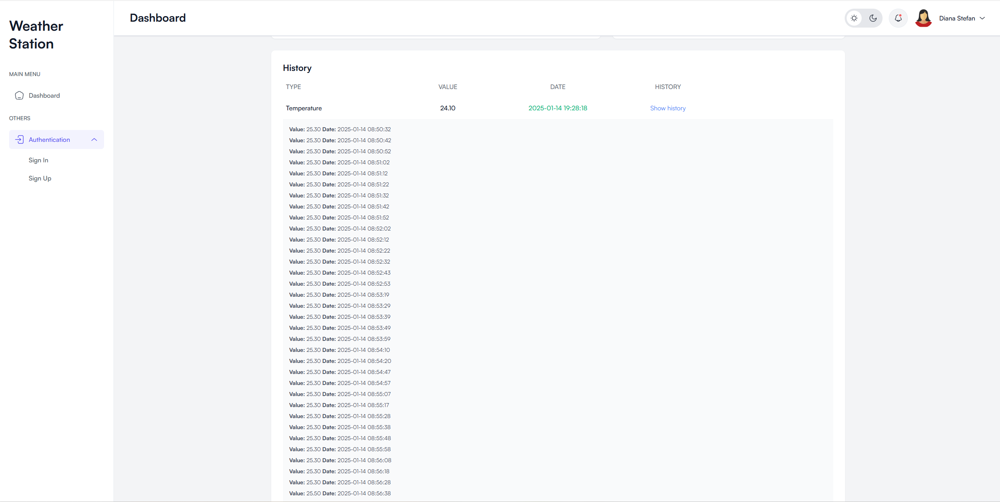 Weather
Station
MAIN MENU
Dashboard
OTHERS
Authentication
Sign In
Sign Up
Dashboard
Diana Stefan
History
TYPE VALUE DATE HISTORY
Temperature 24.10 2025-01-14 19:28:18 Show history
Value: 25.30 Date: 2025-01-14 08:50:32
Value: 25.30 Date: 2025-01-14 08:50:42
Value: 25.30 Date: 2025-01-14 08:50:52
Value: 25.30 Date: 2025-01-14 08:51:02
Value: 25.30 Date: 2025-01-14 08:51:12
Value: 25.30 Date: 2025-01-14 08:51:22
Value: 25.30 Date: 2025-01-14 08:51:32
Value: 25.30 Date: 2025-01-14 08:51:42
Value: 25.30 Date: 2025-01-14 08:51:52
Value: 25.30 Date: 2025-01-14 08:52:02
Value: 25.30 Date: 2025-01-14 08:52:12
Value: 25.30 Date: 2025-01-14 08:52:22
Value: 25.30 Date: 2025-01-14 08:52:32
Value: 25.30 Date: 2025-01-14 08:52:43
Value: 25.30 Date: 2025-01-14 08:52:53
Value: 25.30 Date: 2025-01-14 08:53:19
Value: 25.30 Date: 2025-01-14 08:53:29
Value: 25.30 Date: 2025-01-14 08:53:39
Value: 25.30 Date: 2025-01-14 08:53:49
Value: 25.30 Date: 2025-01-14 08:53:59
Value: 25.30 Date: 2025-01-14 08:54:10
Value: 25.30 Date: 2025-01-14 08:54:20
Value: 25.30 Date: 2025-01-14 08:54:47
Value: 25.30 Date: 2025-01-14 08:54:57
Value: 25.30 Date: 2025-01-14 08:55:07
Value: 25.30 Date: 2025-01-14 08:55:17
Value: 25.30 Date: 2025-01-14 08:55:28
Value: 25.30 Date: 2025-01-14 08:55:38
Value: 25.30 Date: 2025-01-14 08:55:48
Value: 25.30 Date: 2025-01-14 08:55:58
Value: 25.30 Date: 2025-01-14 08:56:08
Value: 25.30 Date: 2025-01-14 08:56:18
Value: 25.30 Date: 2025-01-14 08:56:28
Value: 25.50 Date: 2025-01-14 08:56:38